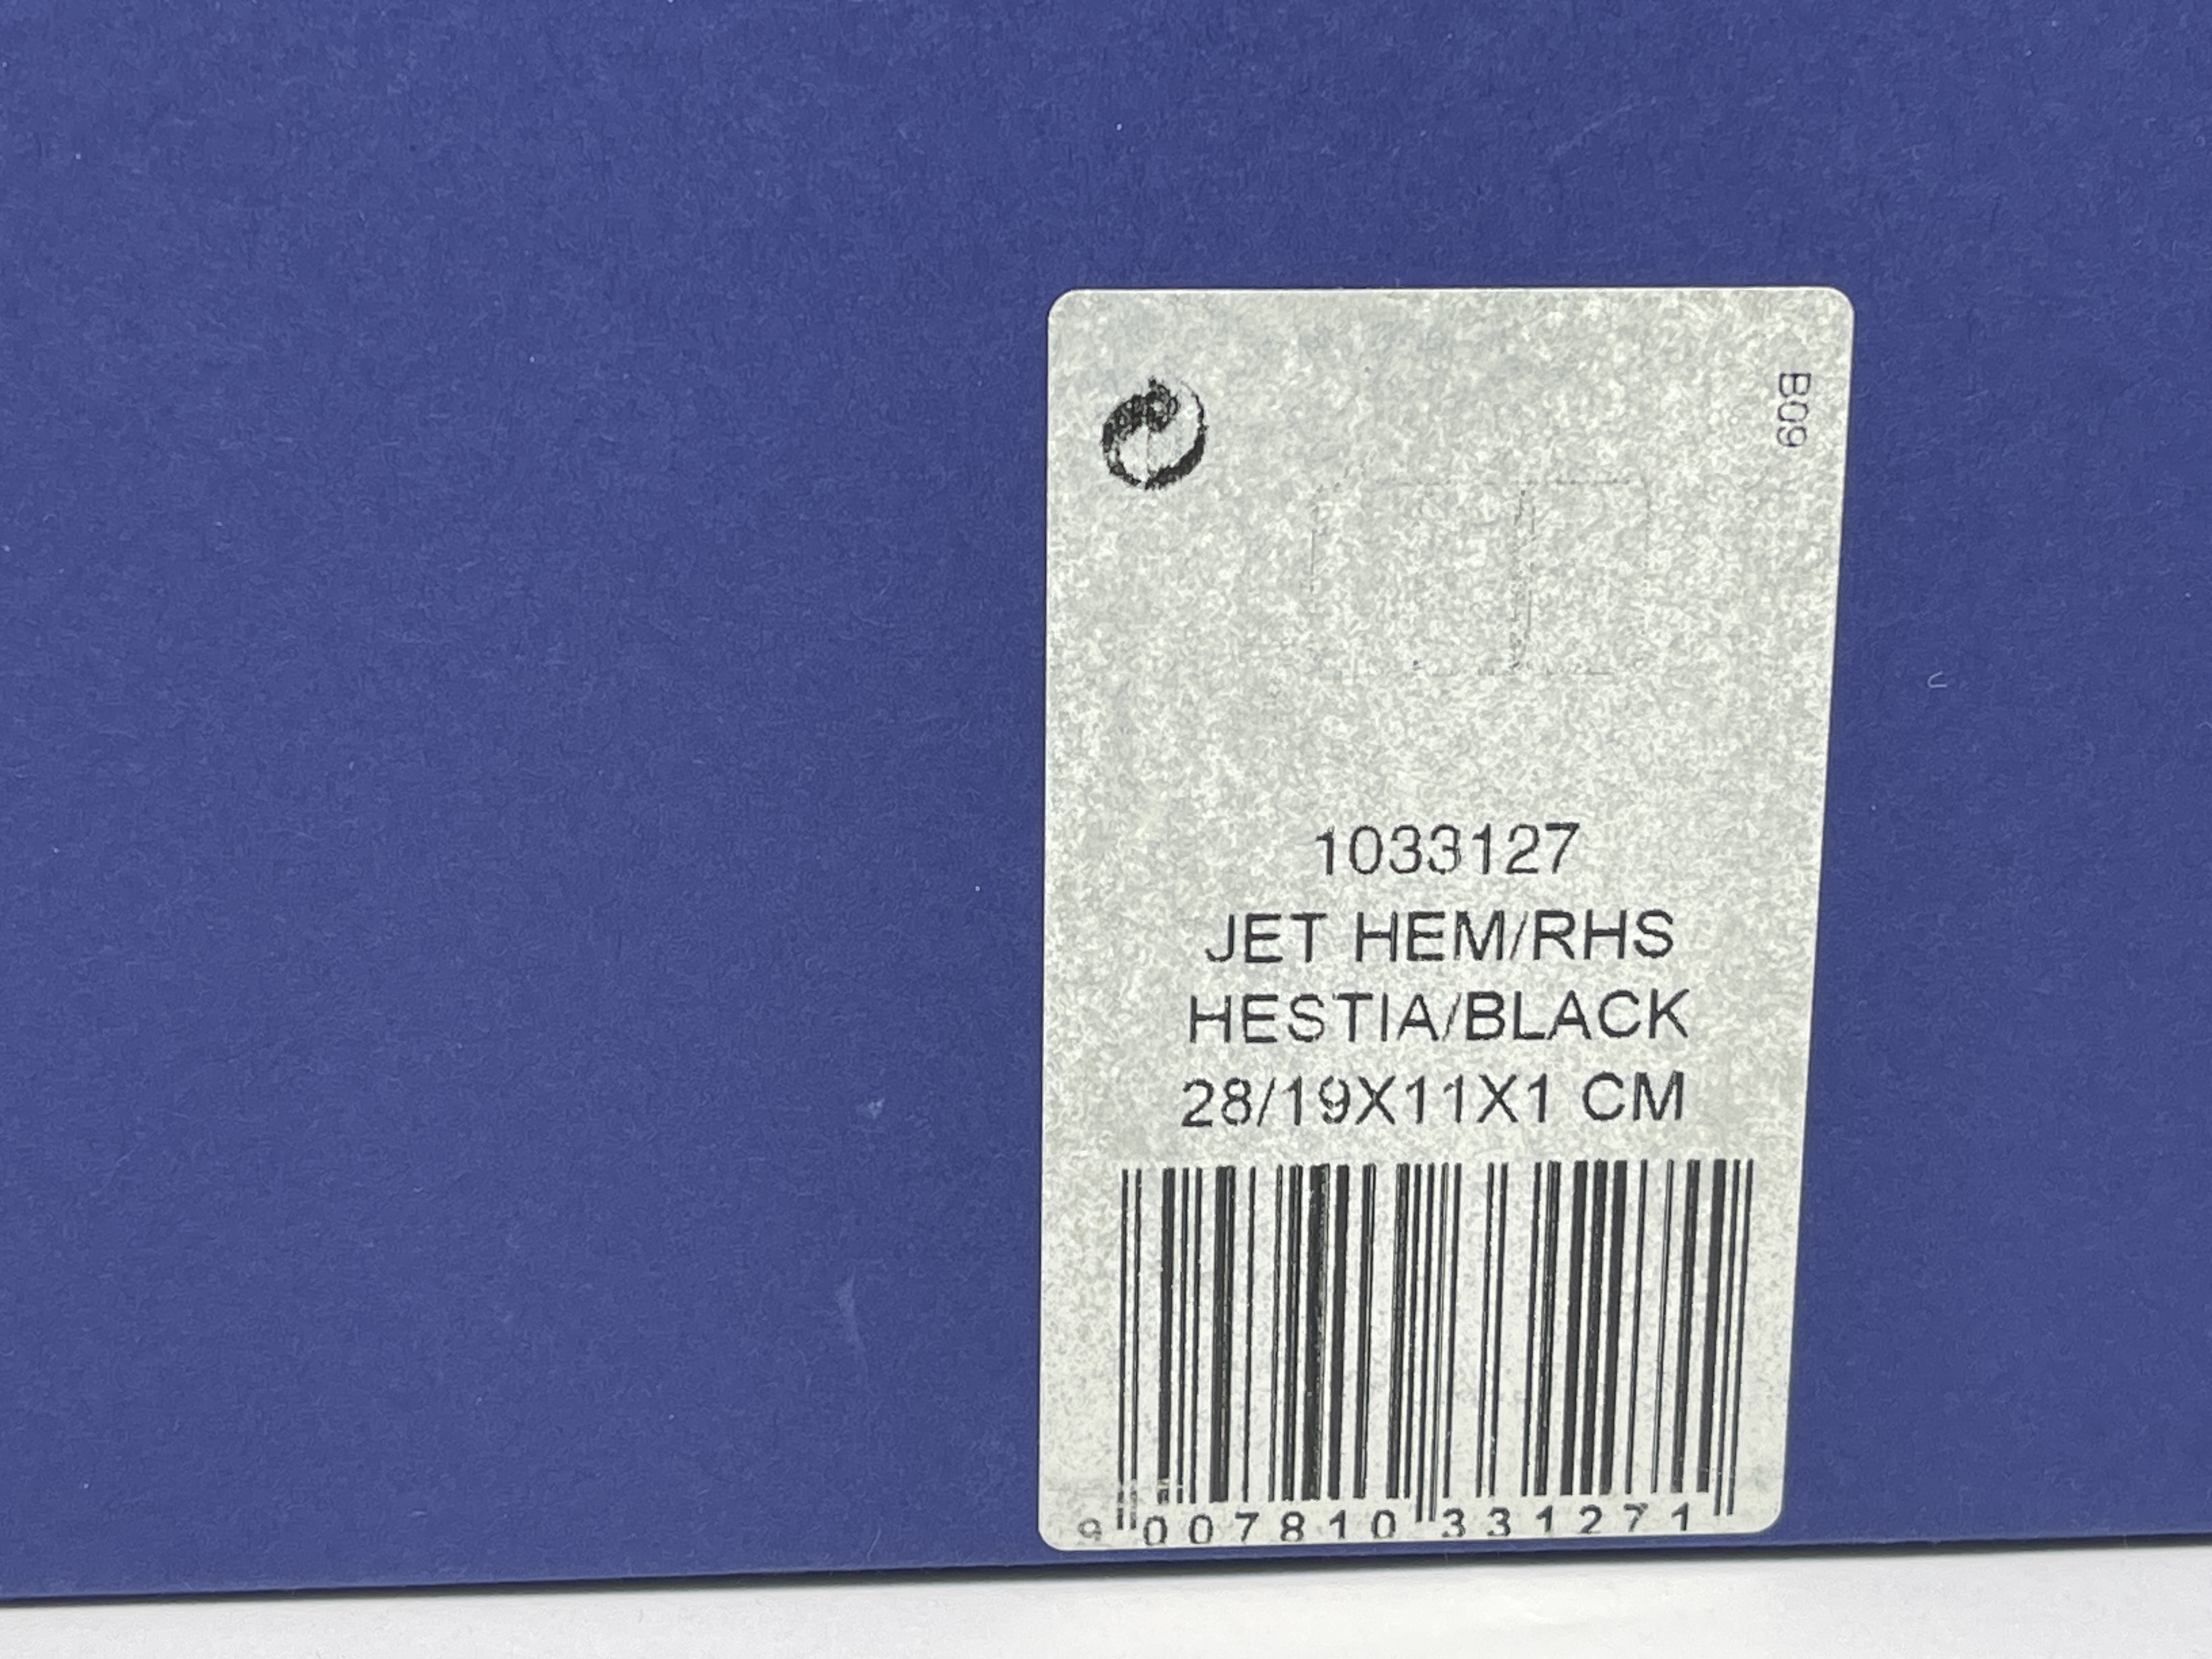 B09
1033127
JET HEM/RHS
HESTIA/BLACK
28/19X11X1 CM
9 007810 331271